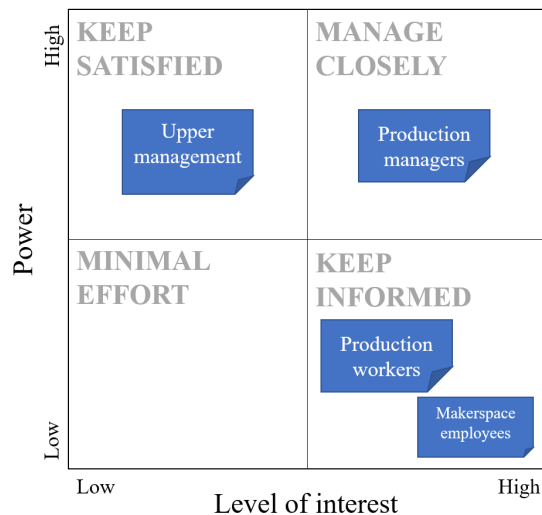 High
KEEP
SATISFIED
MANAGE
CLOSELY
Upper
management
Production
managers
Power
MINIMAL
EFFORT
KEEP
INFORMED
Production
workers
Makerspace
employees
Low
Low
High
Level of interest